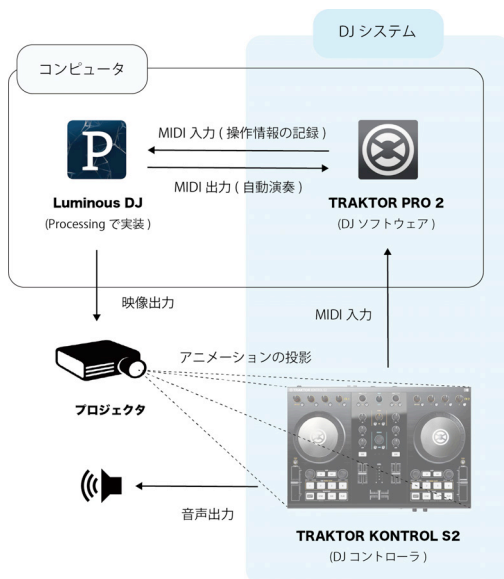 DJ システム
コンピュータ
MIDI 入力 ( 操作情報の記録 )
P
MIDI 出力 ( 自動演奏 )
Luminous DJ
(Processing で実装 )
TRAKTOR PRO 2
(DJ ソフトウェア )
映像出力
MIDI 入力
アニメーションの投影
プロジェクタ
音声出力
TRAKTOR KONTROL S2
(DJ コントローラ )